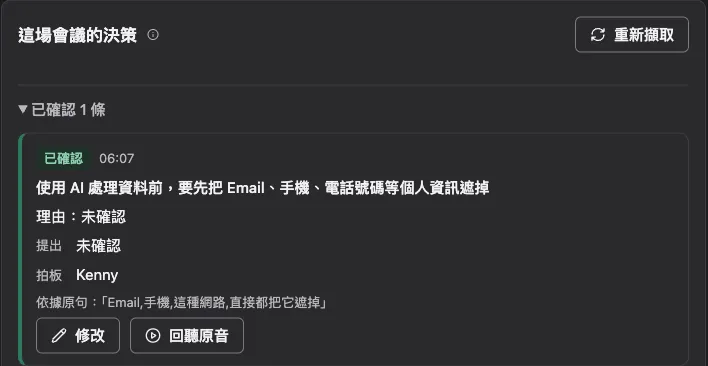 這場會議的決策
重新擷取
▼已確認 1 條
已確認 06:07
使用 AI 處理資料前，要先把 Email、手機、電話號碼等個人資訊遮掉
理由：未確認
提出 未確認
拍板 Kenny
依據原句：「Email,手機,這種網路,直接都把它遮掉」
修改 回聽原音